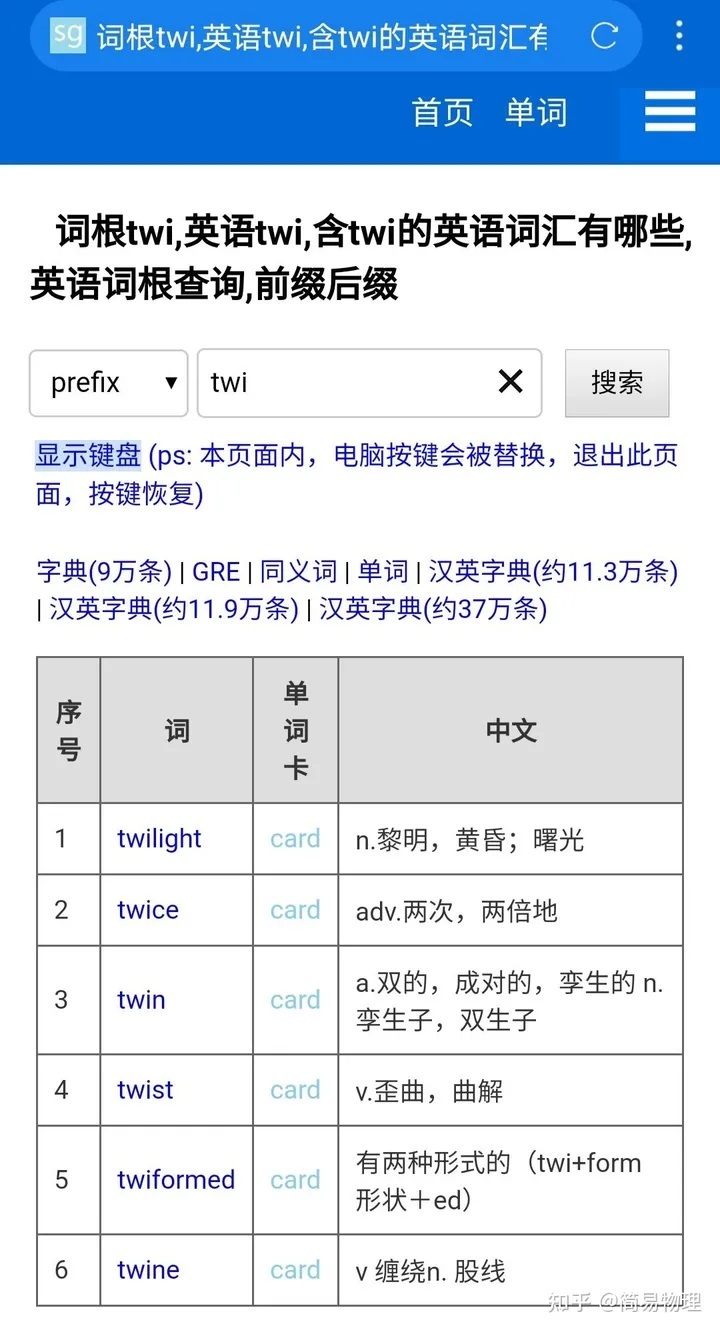 sg 词根twi,英语twi,含twi的英语词汇有
首页 单词
词根twi,英语twi,含twi的英语词汇有哪些,
英语词根查询,前缀后缀
prefix ▼ twi ✕ 搜索
显示键盘 (ps: 本页面内，电脑按键会被替换，退出此页
面，按键恢复)
字典(9万条) | GRE | 同义词 | 单词 | 汉英字典(约11.3万条)
| 汉英字典(约11.9万条) | 汉英字典(约37万条)
序号 词 单词卡 中文
1 twilight card n.黎明，黄昏；曙光
2 twice card adv.两次，两倍地
3 twin card a.双的，成对的，孪生的 n.
孪生子，双生子
4 twist card v.歪曲，曲解
5 twiformed card 有两种形式的（twi+form
形状＋ed）
6 twine card v 缠绕n. 股线
知乎 @简易物理